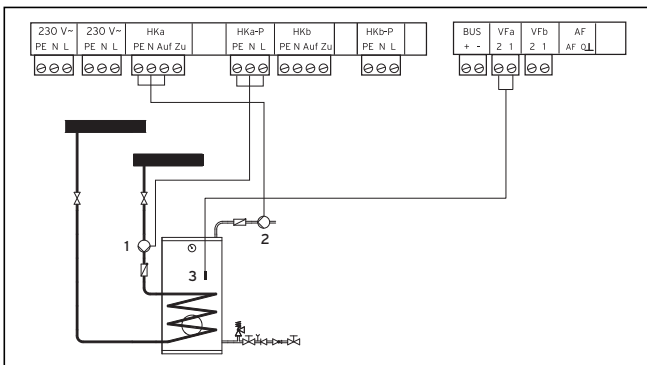 230 V~ 230 V~ HKa HKa-P HKb HKb-P
PE N L PE N L PE N Auf Zu PE N L PE N Auf Zu PE N L
BUS VFa VFb AF
+ - 2 1 2 1 AF 0
1
2
3